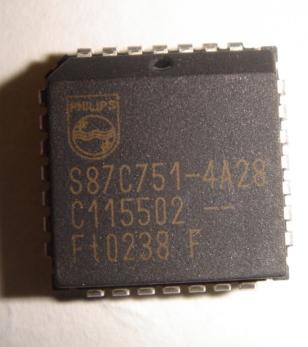 PHILIPS
S87C751-4A28
C115502 --
Ft0238 F